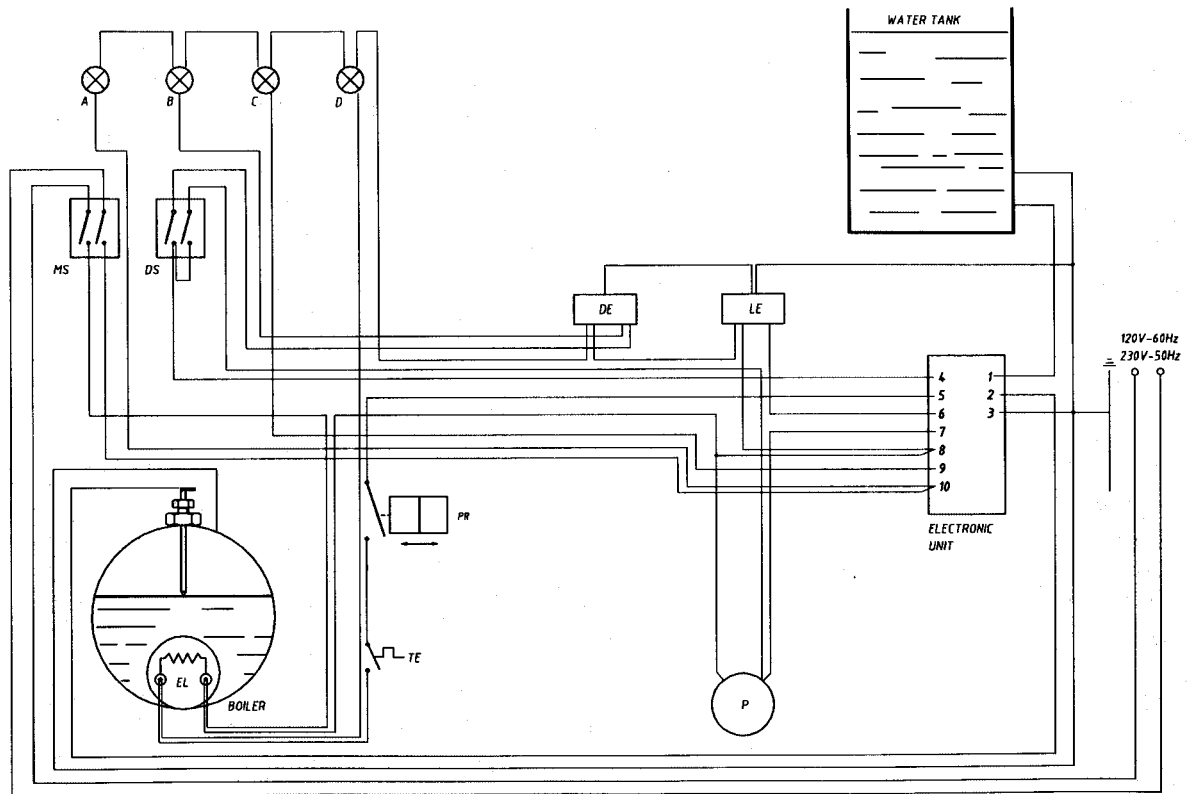 WATER TANK
A
B
C
D
MS
DS
DE
LE
120V-60Hz
230V-50Hz
4 1
5 2
6 3
7
8
9
10
ELECTRONIC
UNIT
PR
TE
EL
BOILER
P